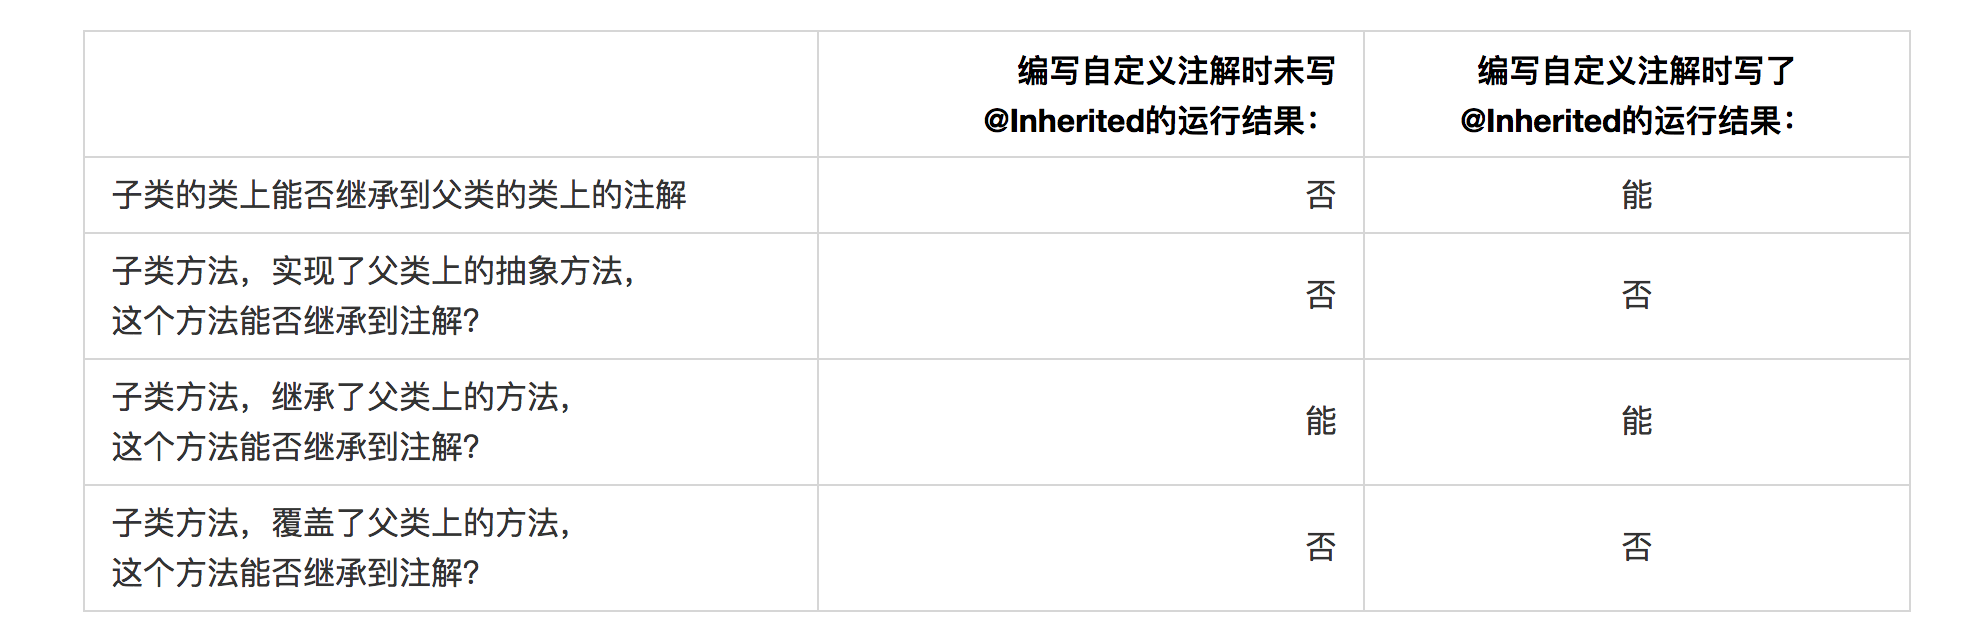 编写自定义注解时未写
@Inherited的运行结果：
编写自定义注解时写了
@Inherited的运行结果：
子类的类上能否继承到父类的类上的注解
否
能
子类方法，实现了父类上的抽象方法，
这个方法能否继承到注解？
否
否
子类方法，继承了父类上的方法，
这个方法能否继承到注解？
能
能
子类方法，覆盖了父类上的方法，
这个方法能否继承到注解？
否
否